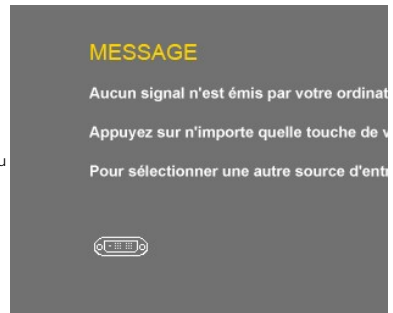 MESSAGE
Aucun signal n'est émis par votre ordinat
Appuyez sur n'importe quelle touche de v
u
Pour sélectionner une autre source d'entr